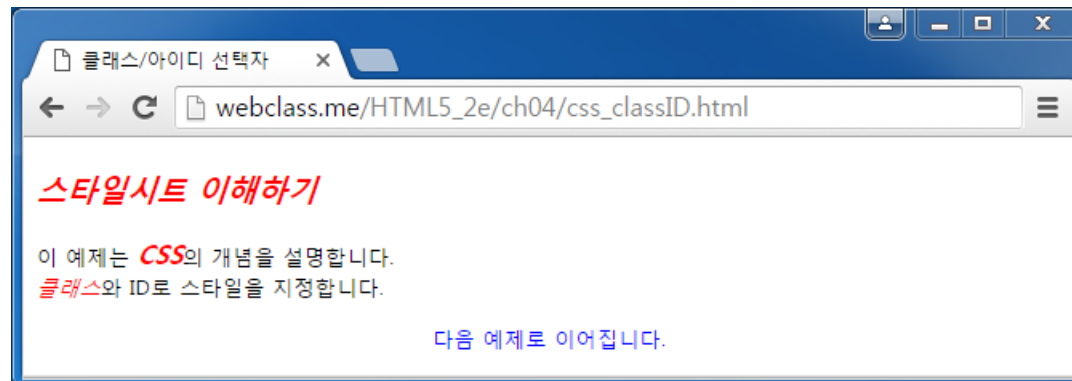 클래스/아이디 선택자
webclass.me/HTML5_2e/ch04/css_classID.html
스타일시트 이해하기
이 예제는 CSS의 개념을 설명합니다.
클래스와 ID로 스타일을 지정합니다.
다음 예제로 이어집니다.